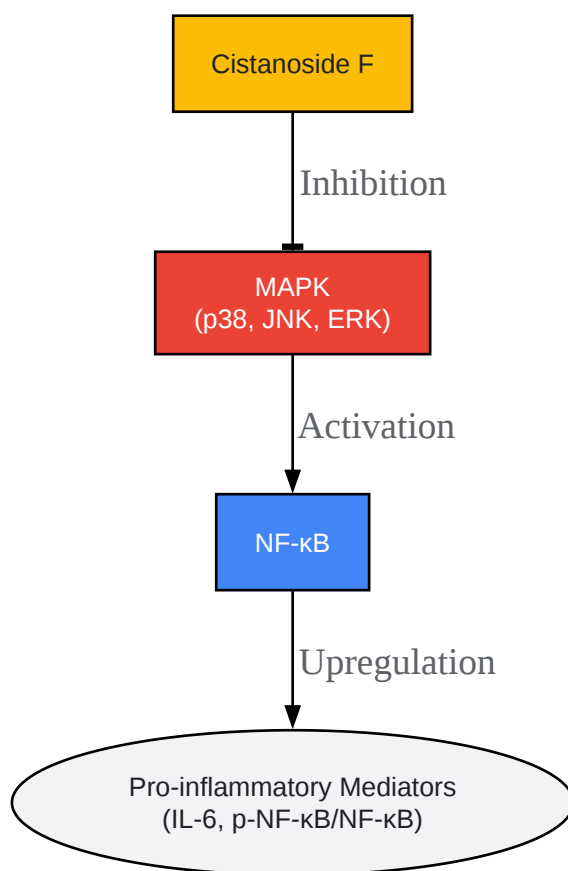 Cistanoside F
Inhibition
MAPK
(p38, JNK, ERK)
Activation
NF-κB
Upregulation
Pro-inflammatory Mediators
(IL-6, p-NF-κB/NF-κB)